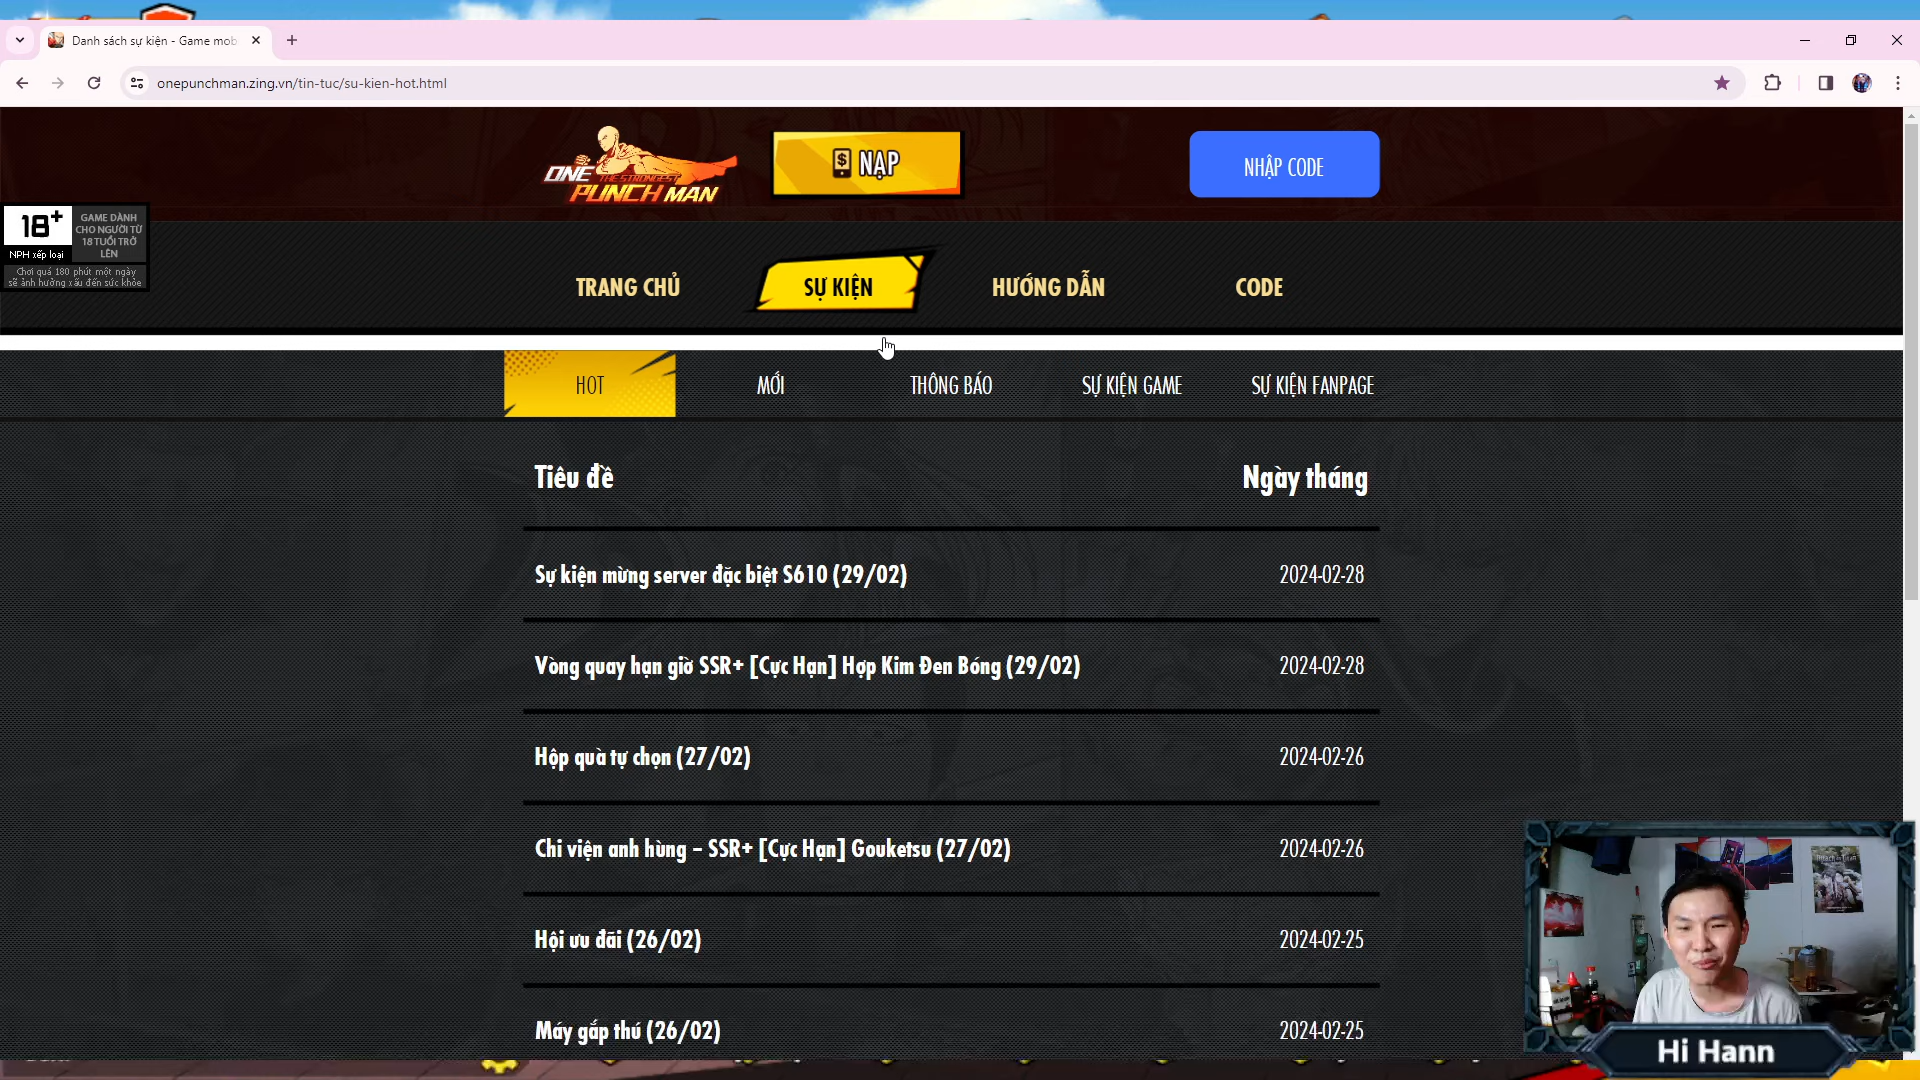 Danh sách sự kiện - Game mob
onepunchman.zing.vn/tin-tuc/su-kien-hot.html
ONE THE STRONGEST PUNCH MAN
NẠP
NHẬP CODE
18+
NPH xếp loại
GAME DÀNH
CHO NGƯỜI TỪ
18 TUỔI TRỞ
LÊN
Chơi quá 180 phút một ngày
sẽ ảnh hưởng xấu đến sức khỏe
TRANG CHỦ SỰ KIỆN HƯỚNG DẪN CODE
HOT MỚI THÔNG BÁO SỰ KIỆN GAME SỰ KIỆN FANPAGE
Tiêu đề Ngày tháng
Sự kiện mừng server đặc biệt S610 (29/02) 2024-02-28
Vòng quay hạn giờ SSR+ [Cực Hạn] Hợp Kim Đen Bóng (29/02) 2024-02-28
Hộp quà tự chọn (27/02) 2024-02-26
Chi viện anh hùng – SSR+ [Cực Hạn] Gouketsu (27/02) 2024-02-26
Hội ưu đãi (26/02) 2024-02-25
Máy gắp thú (26/02) 2024-02-25
Hi Hann